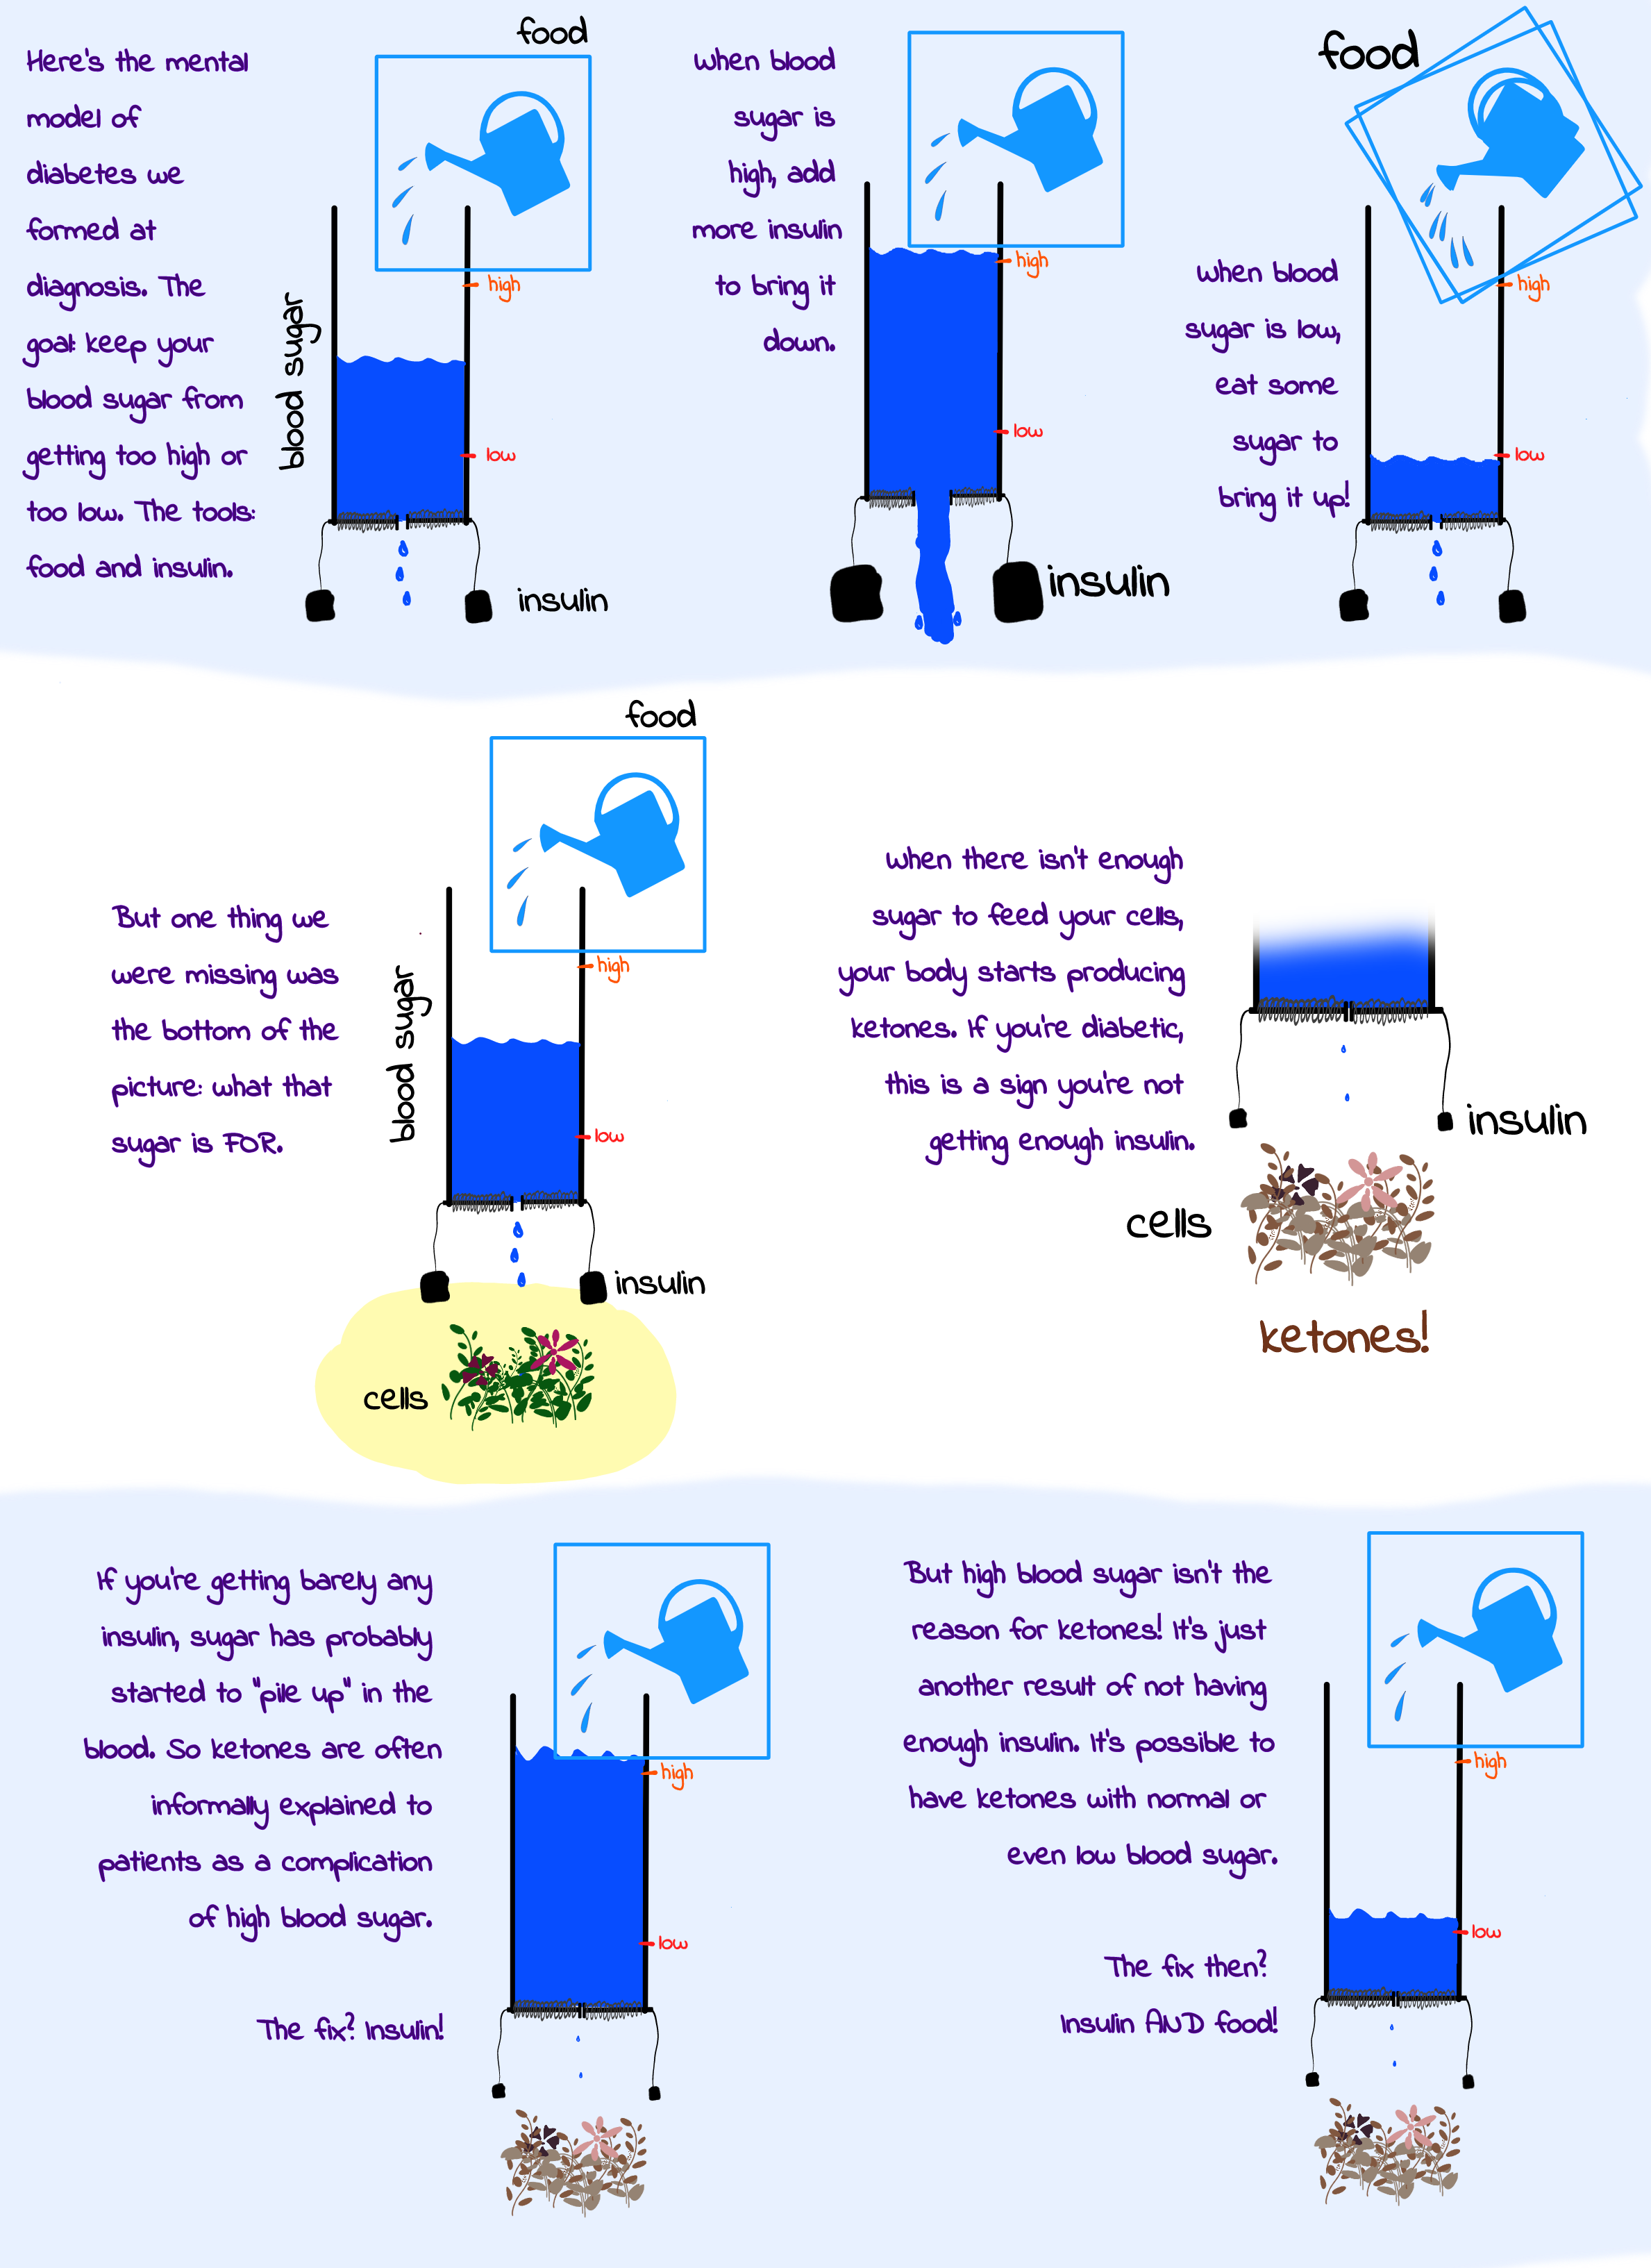 Here's the mental
model of
diabetes we
formed at
diagnosis. The
goal: keep your
blood sugar from
getting too high or
too low. The tools:
food and insulin.
food
blood sugar
high
low
insulin
When blood
sugar is
high, add
more insulin
to bring it
down.
high
low
insulin
food
When blood
sugar is low,
eat some
sugar to
bring it up!
high
low
But one thing we
were missing was
the bottom of the
picture: what that
sugar is FOR.
food
blood sugar
high
low
insulin
cells
When there isn't enough
sugar to feed your cells,
your body starts producing
ketones. If you're diabetic,
this is a sign you're not
getting enough insulin.
insulin
cells
ketones!
If you're getting barely any
insulin, sugar has probably
started to "pile up" in the
blood. So ketones are often
informally explained to
patients as a complication
of high blood sugar.
The fix? Insulin!
high
low
But high blood sugar isn't the
reason for ketones! It's just
another result of not having
enough insulin. It's possible to
have ketones with normal or
even low blood sugar.
The fix then?
Insulin AND food!
high
low